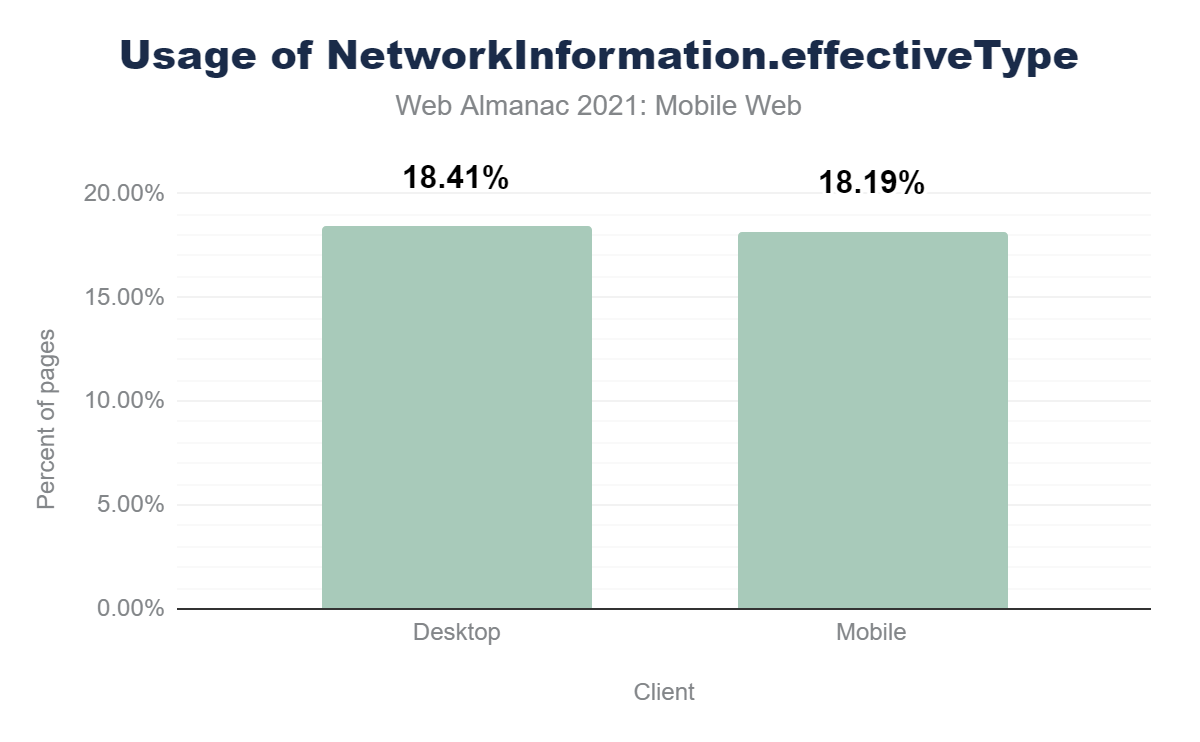 Usage of NetworkInformation.effectiveType
Web Almanac 2021: Mobile Web
18.41%
18.19%
20.00%
15.00%
10.00%
5.00%
0.00%
Percent of pages
Desktop
Mobile
Client